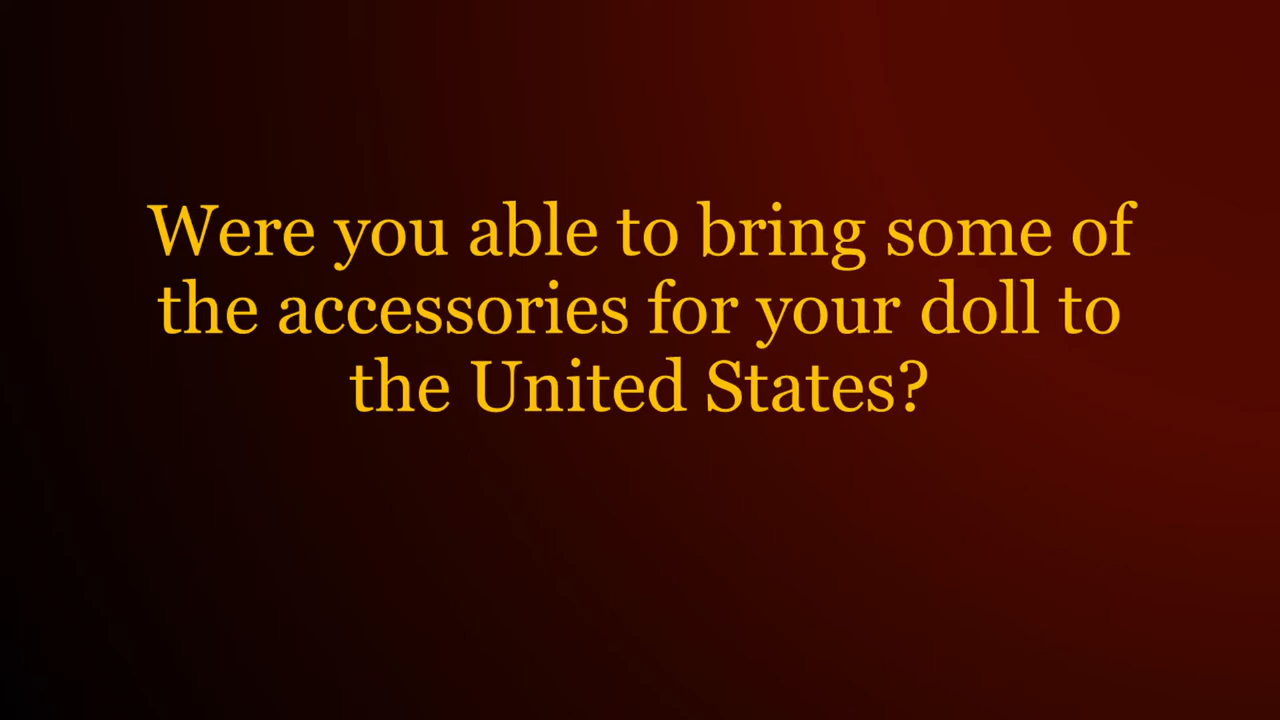 Were you able to bring some of
the accessories for your doll to
the United States?